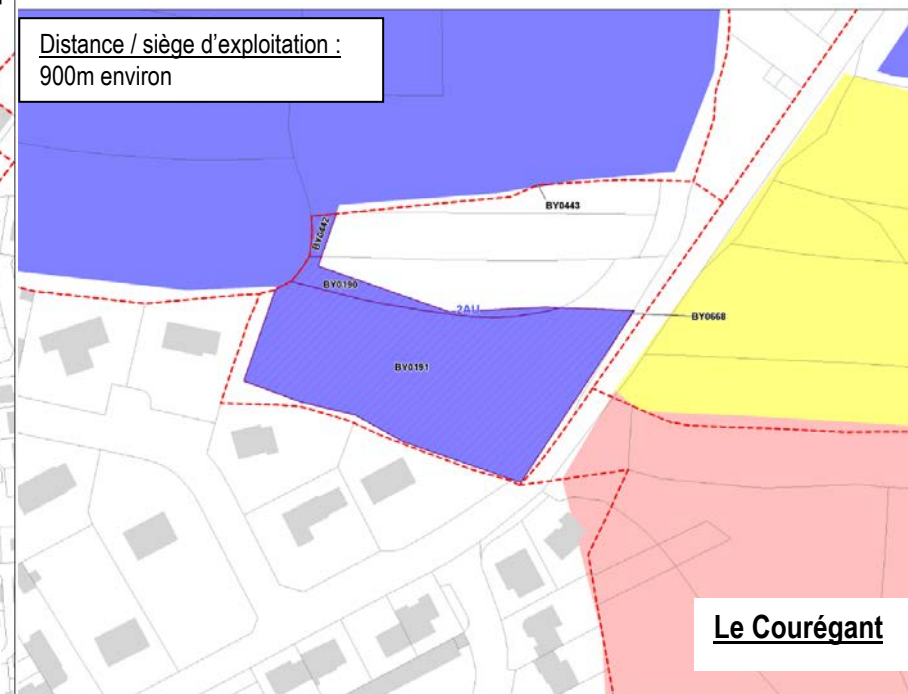 Distance / siège d'exploitation :
900m environ
BY0443
BY0442
BY0190
2AU
BY0668
BY0191
Le Courégant